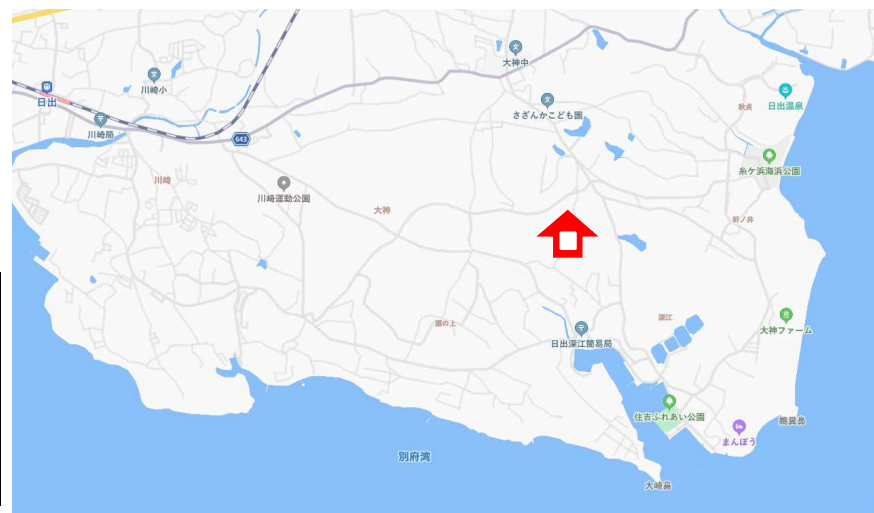 大神中
川崎小
日出
さざんかこども園
秋貞
日出温泉
川崎局
643
糸ケ浜海浜公園
川崎
川崎運動公園
大神
軒ノ井
深江
照の上
日出深江簡易局
大神ファーム
住吉ふれあい公園
まんぼう
別府湾
大崎鼻